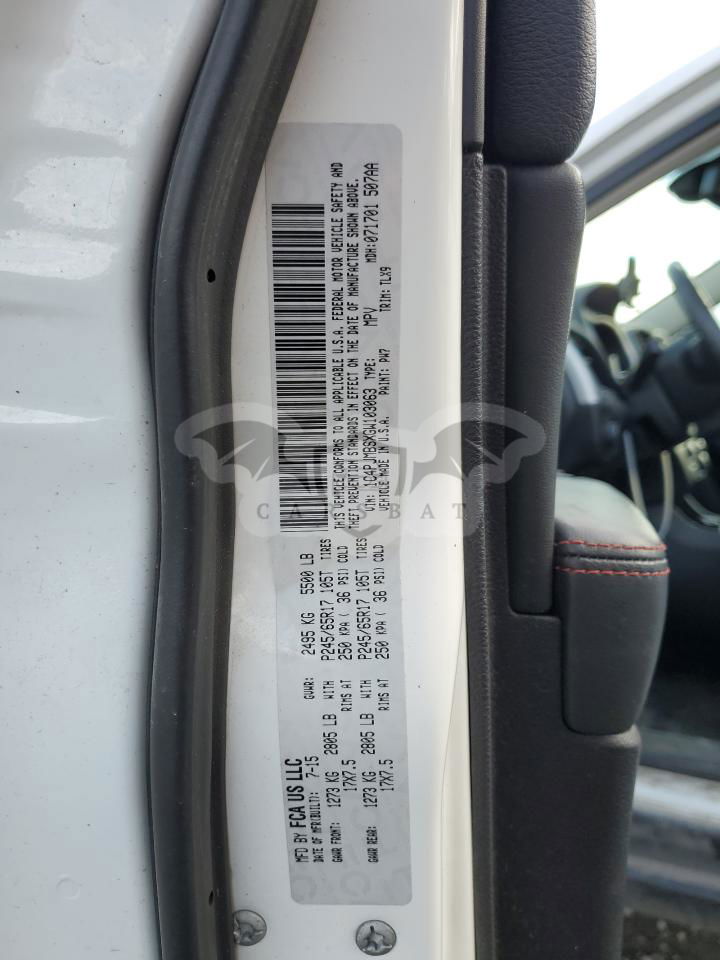 MFD BY FCA US LLC
DATE OF MFR(BUILT): 7-15
GVWR: 2495 KG 5500 LB
GAWR FRONT: 1273 KG 2805 LB WITH P245/65R17 105T TIRES
17X7.5 RIMS AT 250 KPA ( 36 PSI) COLD
GAWR REAR: 1273 KG 2805 LB WITH P245/65R17 105T TIRES
17X7.5 RIMS AT 250 KPA ( 36 PSI) COLD
THIS VEHICLE CONFORMS TO ALL APPLICABLE U.S.A. FEDERAL MOTOR VEHICLE SAFETY AND
THEFT PREVENTION STANDARDS IN EFFECT ON THE DATE OF MANUFACTURE SHOWN ABOVE.
VIN: 1C4PJMBSXGW103063 TYPE: MPV MDH:071701 507AA
VEHICLE MADE IN U.S.A. PAINT: PW7 TRIM: TLX9
CARSBAT